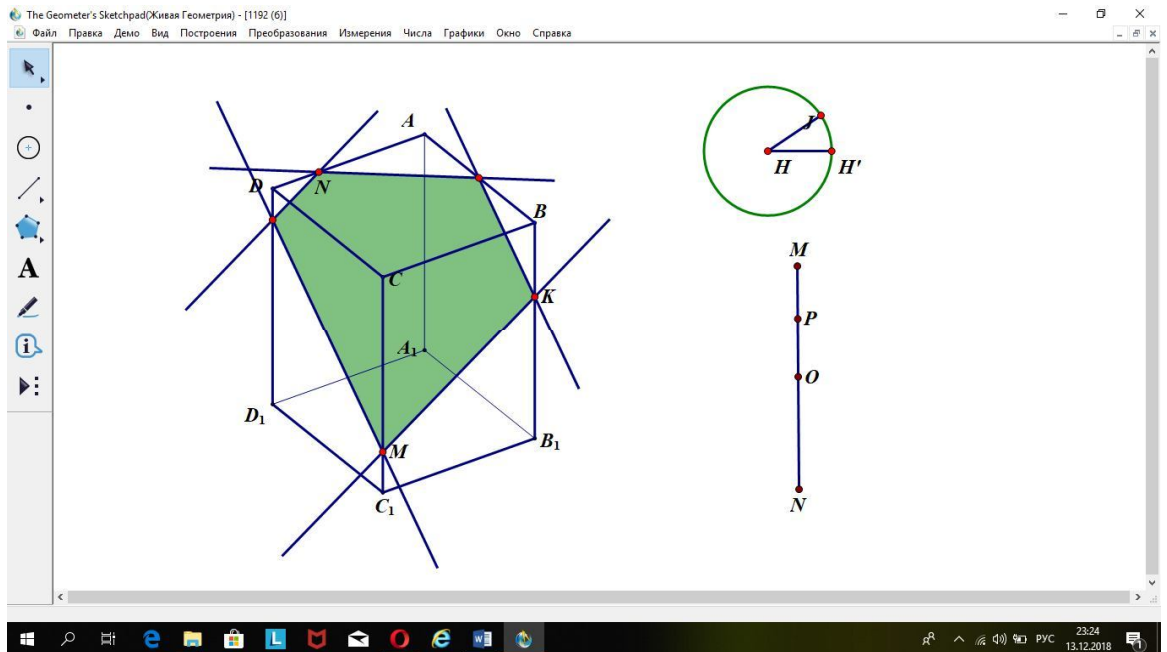 The Geometer's Sketchpad(Живая Геометрия) - [1192 (6)]
Файл Правка Демо Вид Построения Преобразования Измерения Числа Графики Окно Справка
A
A
D
N
B
C
K
A₁
D₁
B₁
M
C₁
J
H
H'
M
P
O
N
РУС
23:24
13.12.2018
1